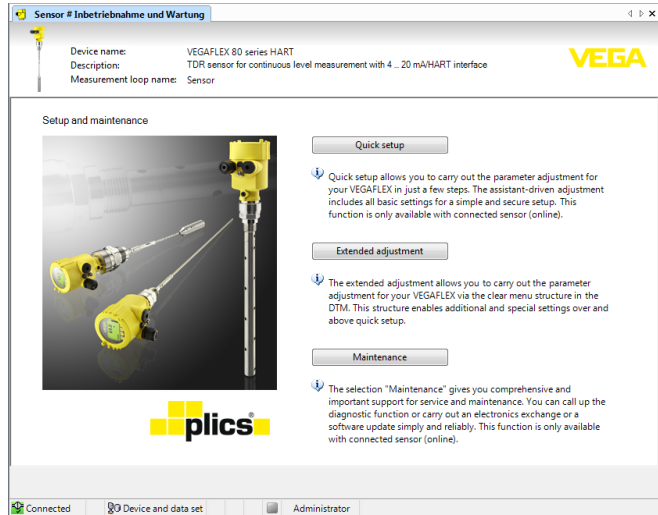 Sensor # Inbetriebnahme und Wartung
Device name: VEGAFLEX 80 series HART
Description: TDR sensor for continuous level measurement with 4 .. 20 mA/HART interface
Measurement loop name: Sensor
VEGA
Setup and maintenance
Quick setup
Quick setup allows you to carry out the parameter adjustment for
your VEGAFLEX in just a few steps. The assistant-driven adjustment
includes all basic settings for a simple and secure setup. This
function is only available with connected sensor (online).
Extended adjustment
The extended adjustment allows you to carry out the parameter
adjustment for your VEGAFLEX via the clear menu structure in the
DTM. This structure enables additional and special settings over and
above quick setup.
Maintenance
The selection "Maintenance" gives you comprehensive and
important support for service and maintenance. You can call up the
diagnostic function or carry out an electronics exchange or a
software update simply and reliably. This function is only available
with connected sensor (online).
plics®
Connected Device and data set Administrator